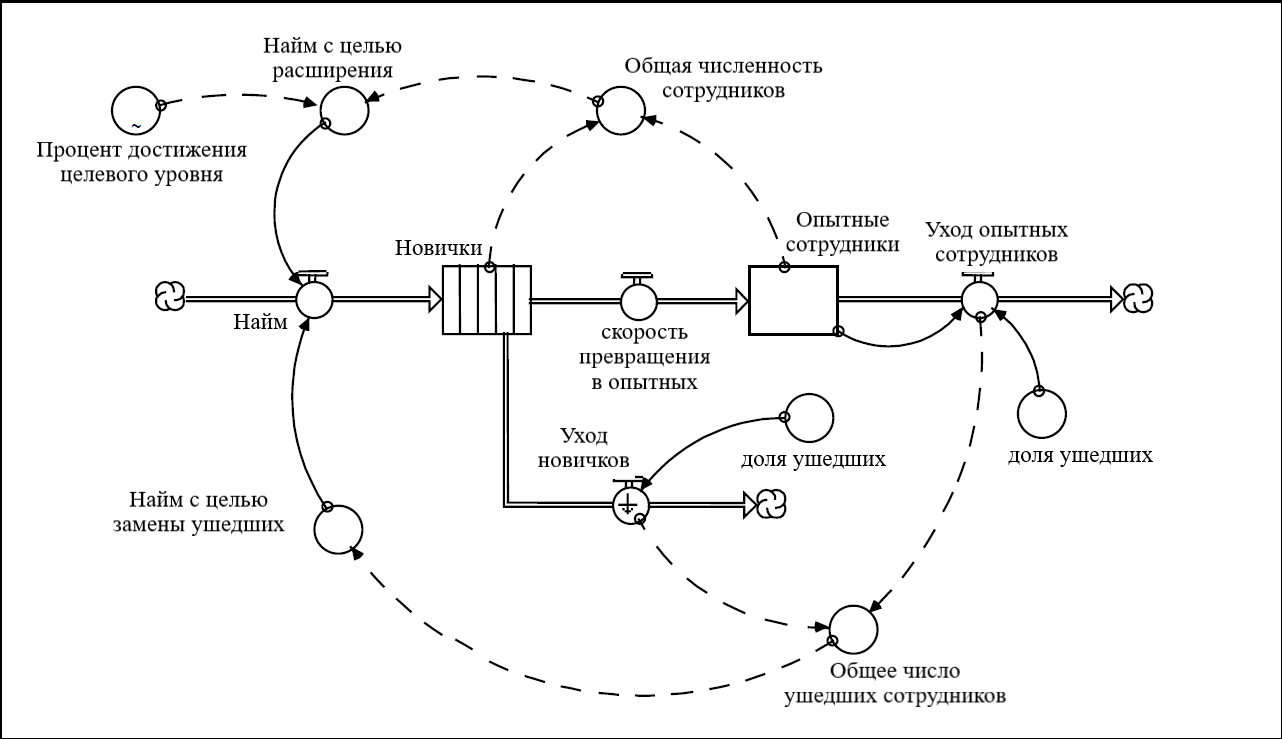 Найм с целью
расширения
Общая численность
сотрудников
~
Процент достижения
целевого уровня
Новички
Опытные
сотрудники
Уход опытных
сотрудников
Найм
скорость
превращения
в опытных
Уход
новичков
доля ушедших
доля ушедших
Найм с целью
замены ушедших
Общее число
ушедших сотрудников